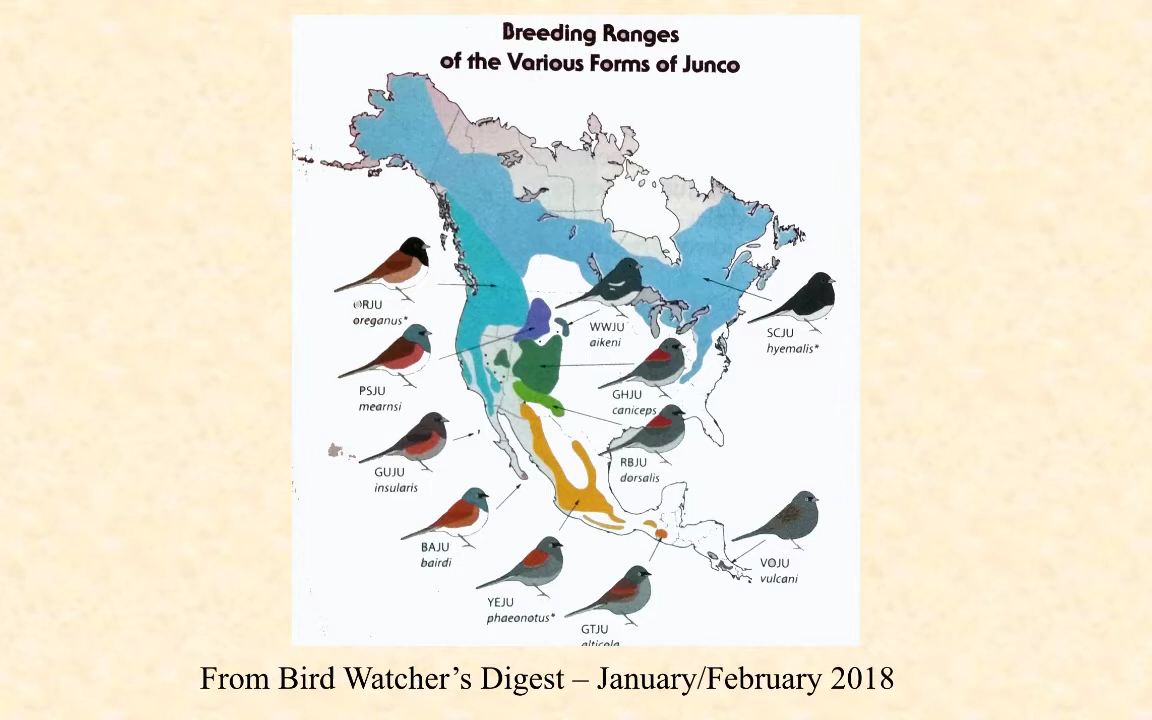 Breeding Ranges
of the Various Forms of Junco
ORJU
oreganus*
PSJU
mearnsi
GUJU
insularis
BAJU
bairdi
YEJU
phaeonotus*
GTJU
alticola
WWJU
aikeni
GHJU
caniceps
RBJU
dorsalis
SCJU
hyemalis*
VOJU
vulcani
From Bird Watcher’s Digest – January/February 2018